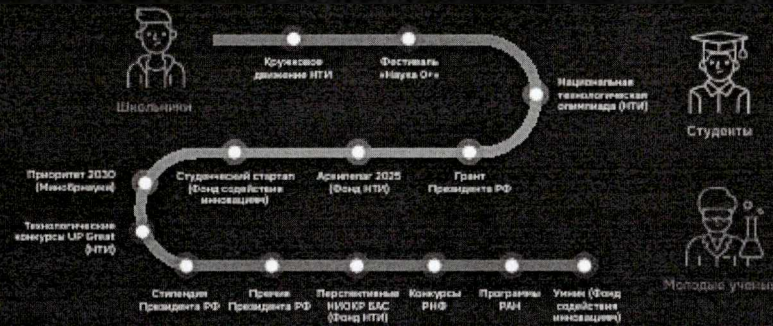 Школьники
Кружковое
движение НТИ
Фестиваль
«Наука 0+»
Национальная
технологическая
олимпиада (НТИ)
Студенты
Грант
Президента РФ
Архипелаг 2025
(Фонд НТИ)
Студенческий стартап
(Фонд содействия
инновациям)
Приоритет 2030
(Минобрнауки)
Технологические
конкурсы UP Great
(НТИ)
Молодые ученые
Стипендия
Президента РФ
Премия
Президента РФ
Перспективные
НИОКР БАС
(Фонд НТИ)
Конкурсы
РНФ
Программы
РАН
Умник (Фонд
содействия
инновациям)